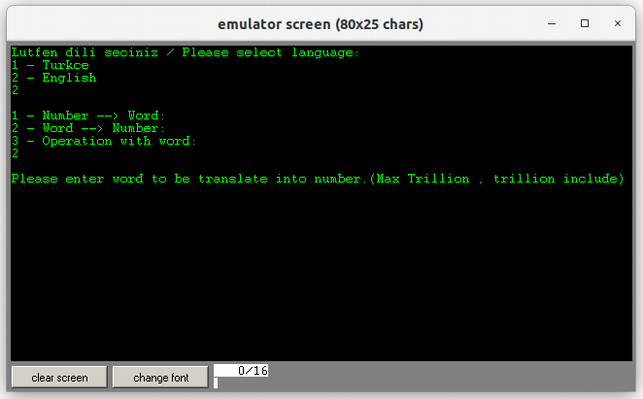 emulator screen (80x25 chars)
Lutfen dili seciniz / Please select language:
1 - Turkce
2 - English
2
1 - Number --> Word:
2 - Word --> Number:
3 - Operation with word:
2
Please enter word to be translate into number.(Max Trillion , trillion include)
clear screen
change font
0/16